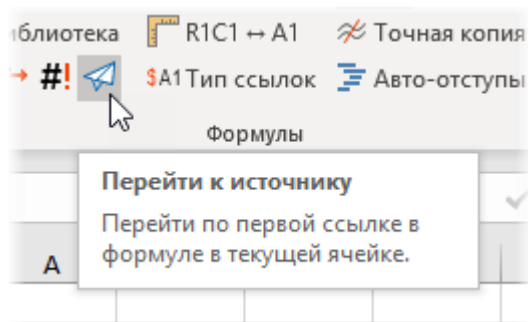 блиотека R1C1 ↔ A1 Точная копия
#! $A1 Тип ссылок Авто-отступы
Формулы
Перейти к источнику
Перейти по первой ссылке в
формуле в текущей ячейке.
A